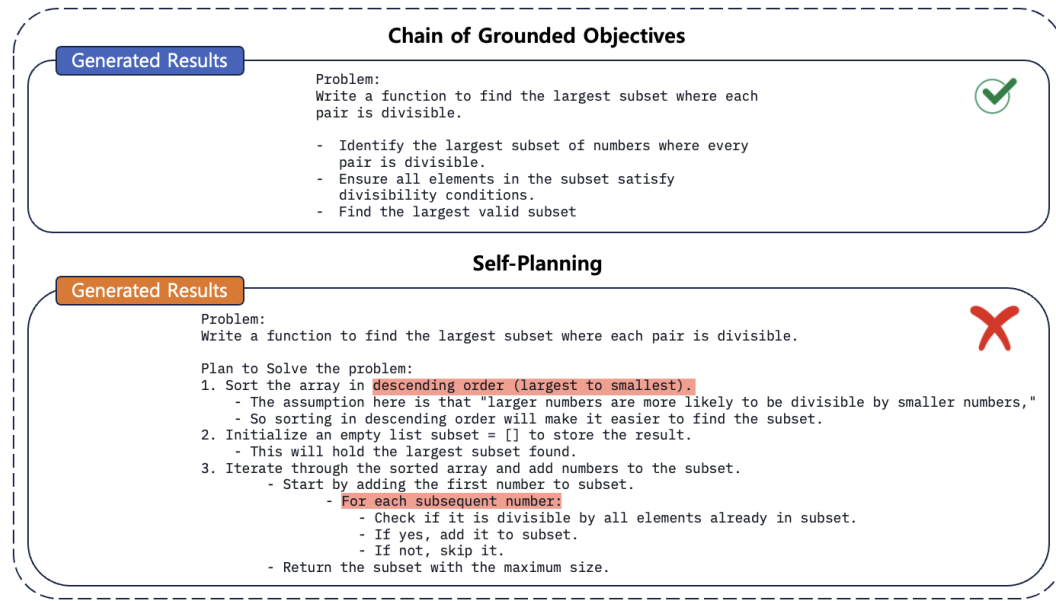 Chain of Grounded Objectives
Generated Results
Problem:
Write a function to find the largest subset where each
pair is divisible.
- Identify the largest subset of numbers where every
pair is divisible.
- Ensure all elements in the subset satisfy
divisibility conditions.
- Find the largest valid subset
Self-Planning
Generated Results
Problem:
Write a function to find the largest subset where each pair is divisible.
Plan to Solve the problem:
1. Sort the array in descending order (largest to smallest).
- The assumption here is that "larger numbers are more likely to be divisible by smaller numbers,"
- So sorting in descending order will make it easier to find the subset.
2. Initialize an empty list subset = [] to store the result.
- This will hold the largest subset found.
3. Iterate through the sorted array and add numbers to the subset.
- Start by adding the first number to subset.
- For each subsequent number:
- Check if it is divisible by all elements already in subset.
- If yes, add it to subset.
- If not, skip it.
- Return the subset with the maximum size.